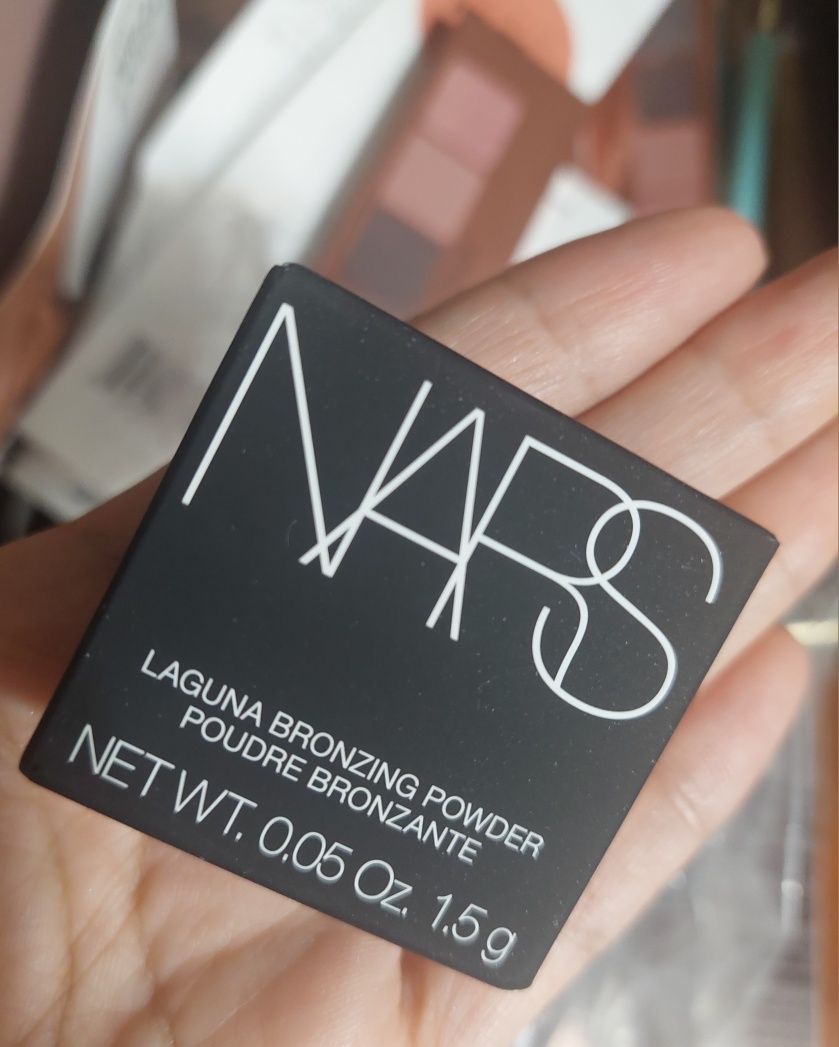 NARS
LAGUNA BRONZING POWDER
POUDRE BRONZANTE
NET WT. 0.05 Oz. 1.5 g